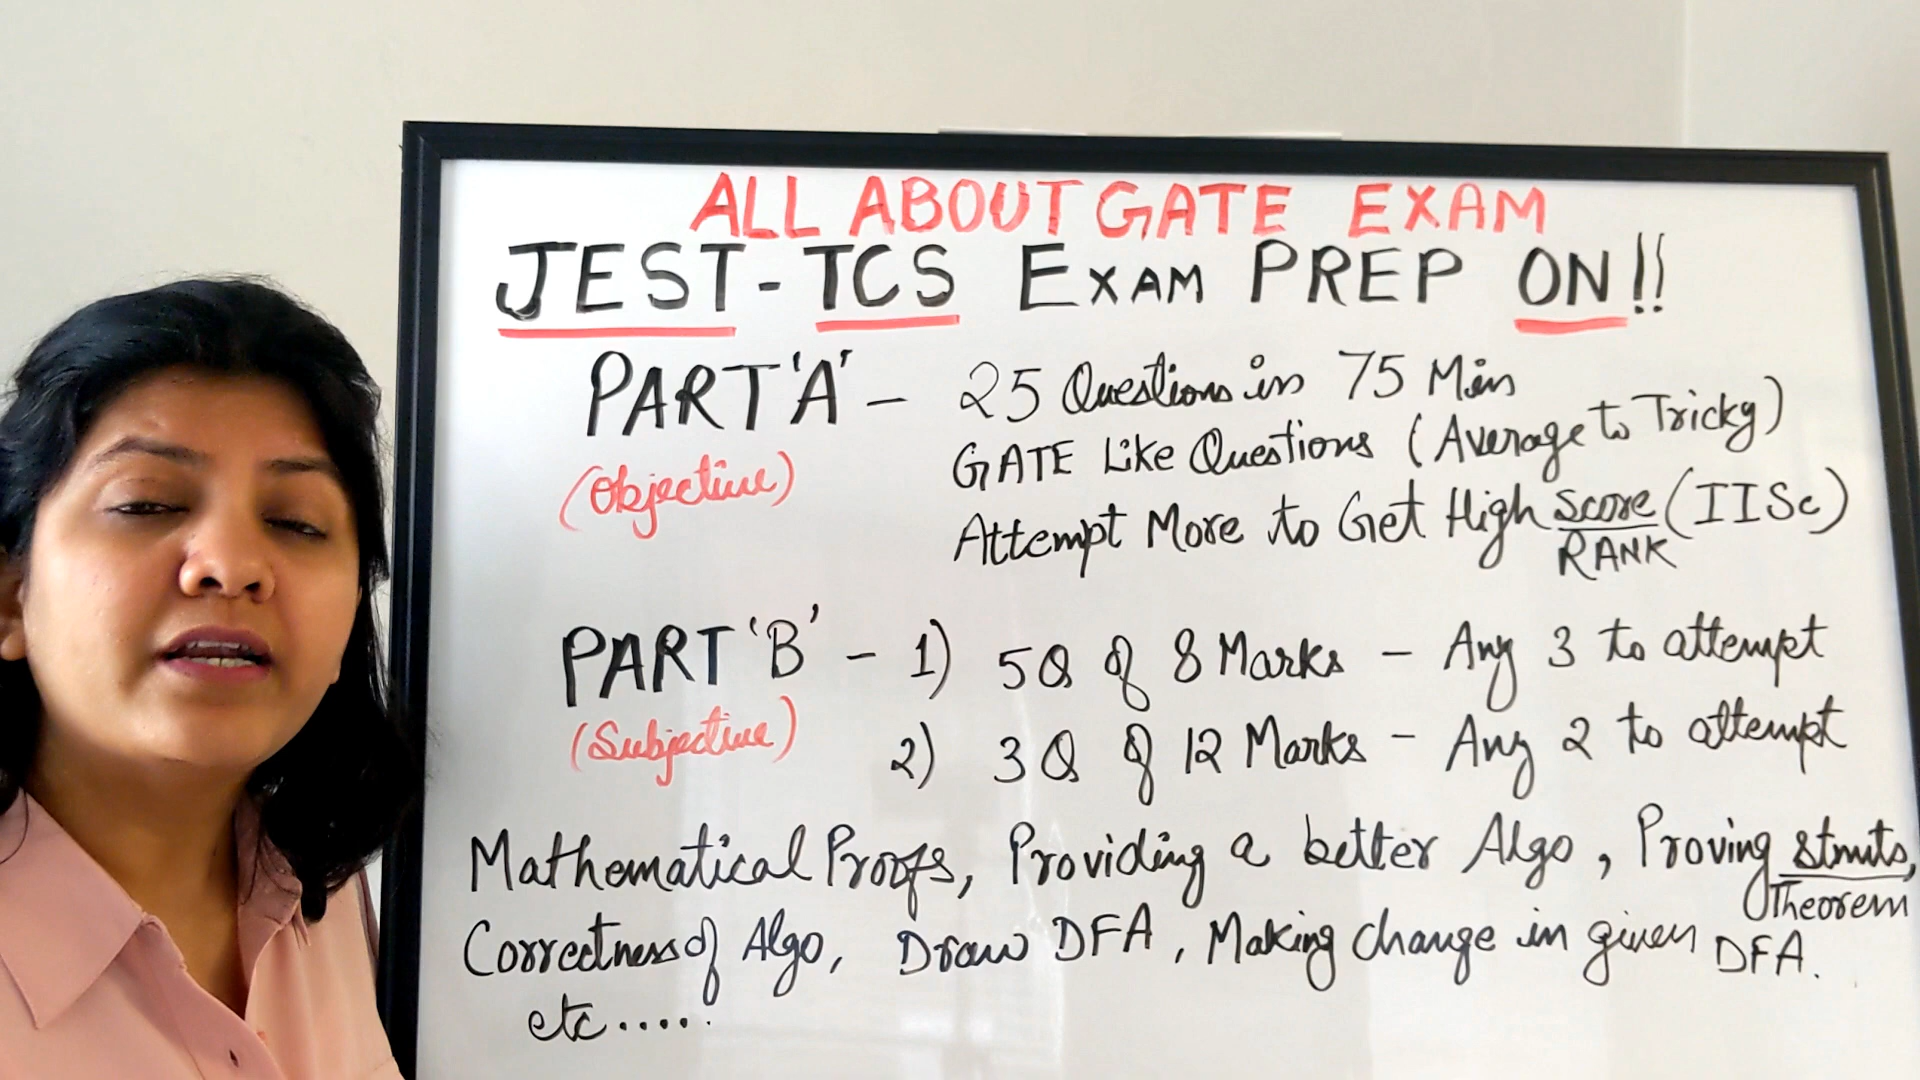 ALL ABOUT GATE EXAM
JEST-TCS EXAM PREP ON!!
PART 'A' - 25 Questions in 75 Min
(Objective)
GATE Like Questions (Average to Tricky)
Attempt More to Get High Score (IISc)
RANK
PART 'B' - 1) 5Q of 8 Marks - Any 3 to attempt
(Subjective)
2) 3Q of 12 Marks - Any 2 to attempt
Mathematical Proofs, Providing a better Algo, Proving stmts,
Theorem
Correctness of Algo, Draw DFA, Making change in given DFA.
etc.....